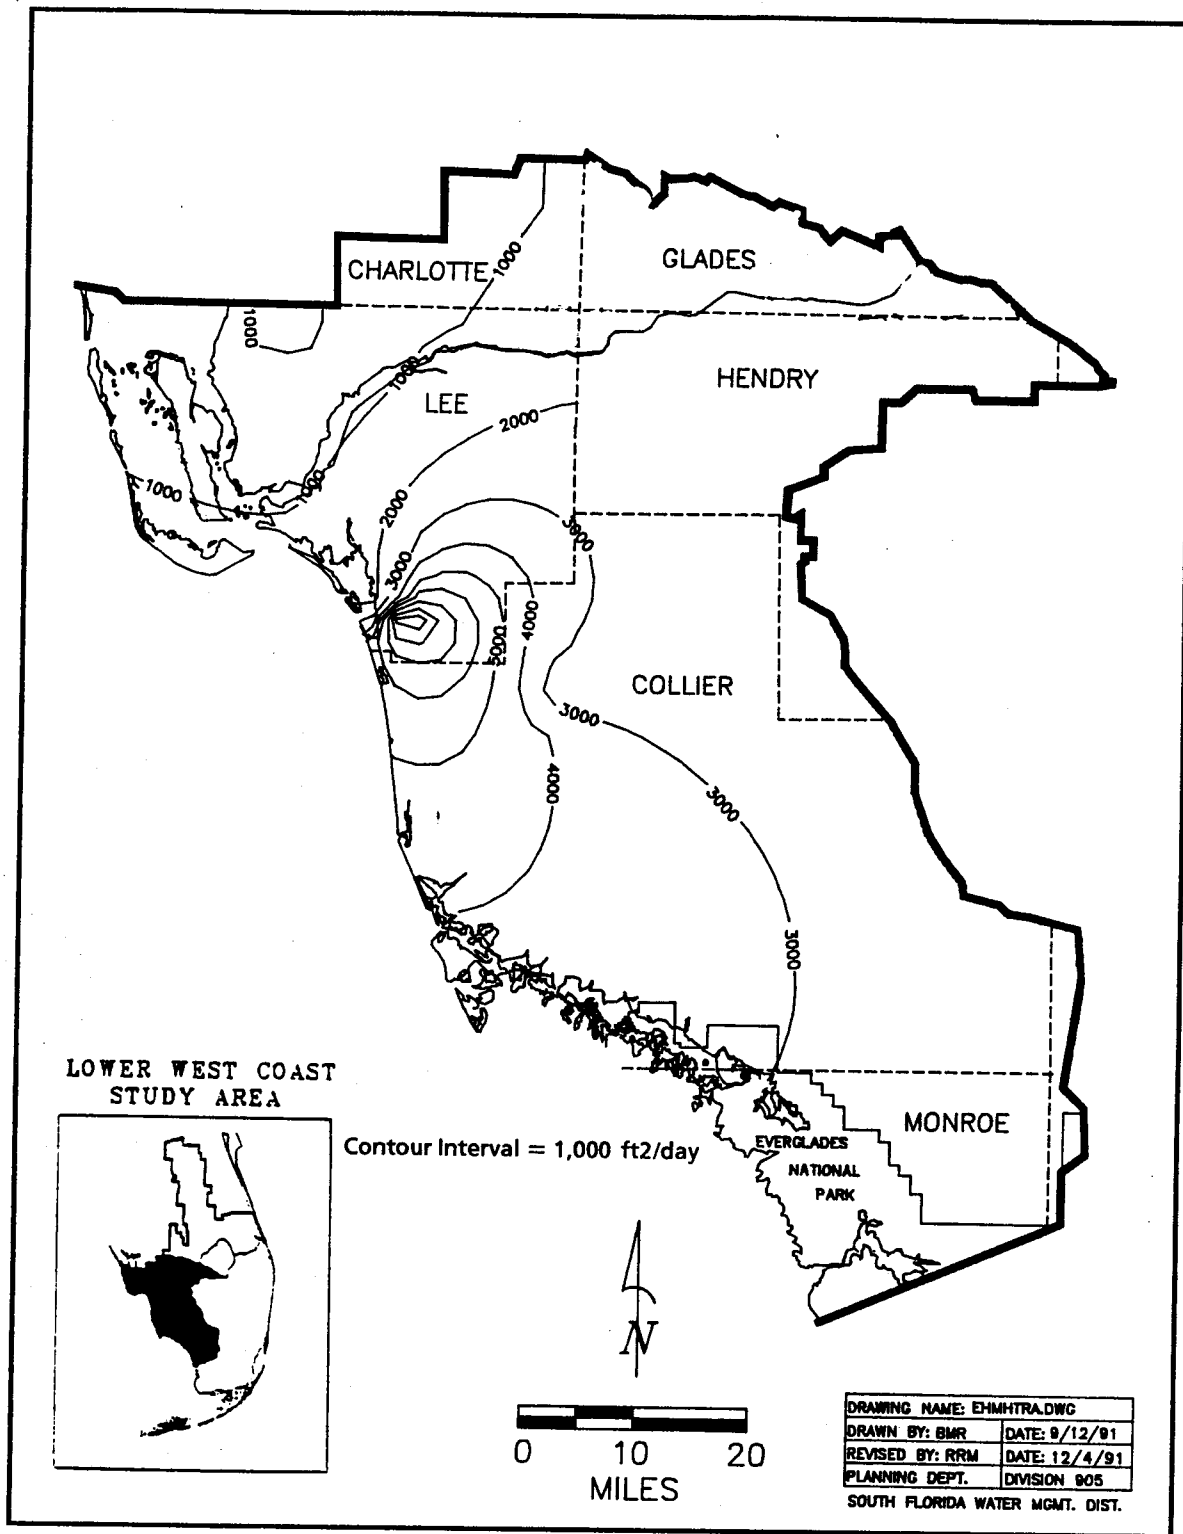 CHARLOTTE
1000
GLADES
1000
HENDRY
1000
LEE
2000
1000
1000
2000
3000
3000
4000
5000
COLLIER
3000
4000
3000
3000
LOWER WEST COAST
STUDY AREA
MONROE
Contour Interval = 1,000 ft2/day
EVERGLADES
NATIONAL
PARK
N
0 10 20
MILES
DRAWING NAME: EHMHTRA.DWG
DRAWN BY: BMR DATE: 9/12/91
REVISED BY: RRM DATE: 12/4/91
PLANNING DEPT. DIVISION 905
SOUTH FLORIDA WATER MGMT. DIST.